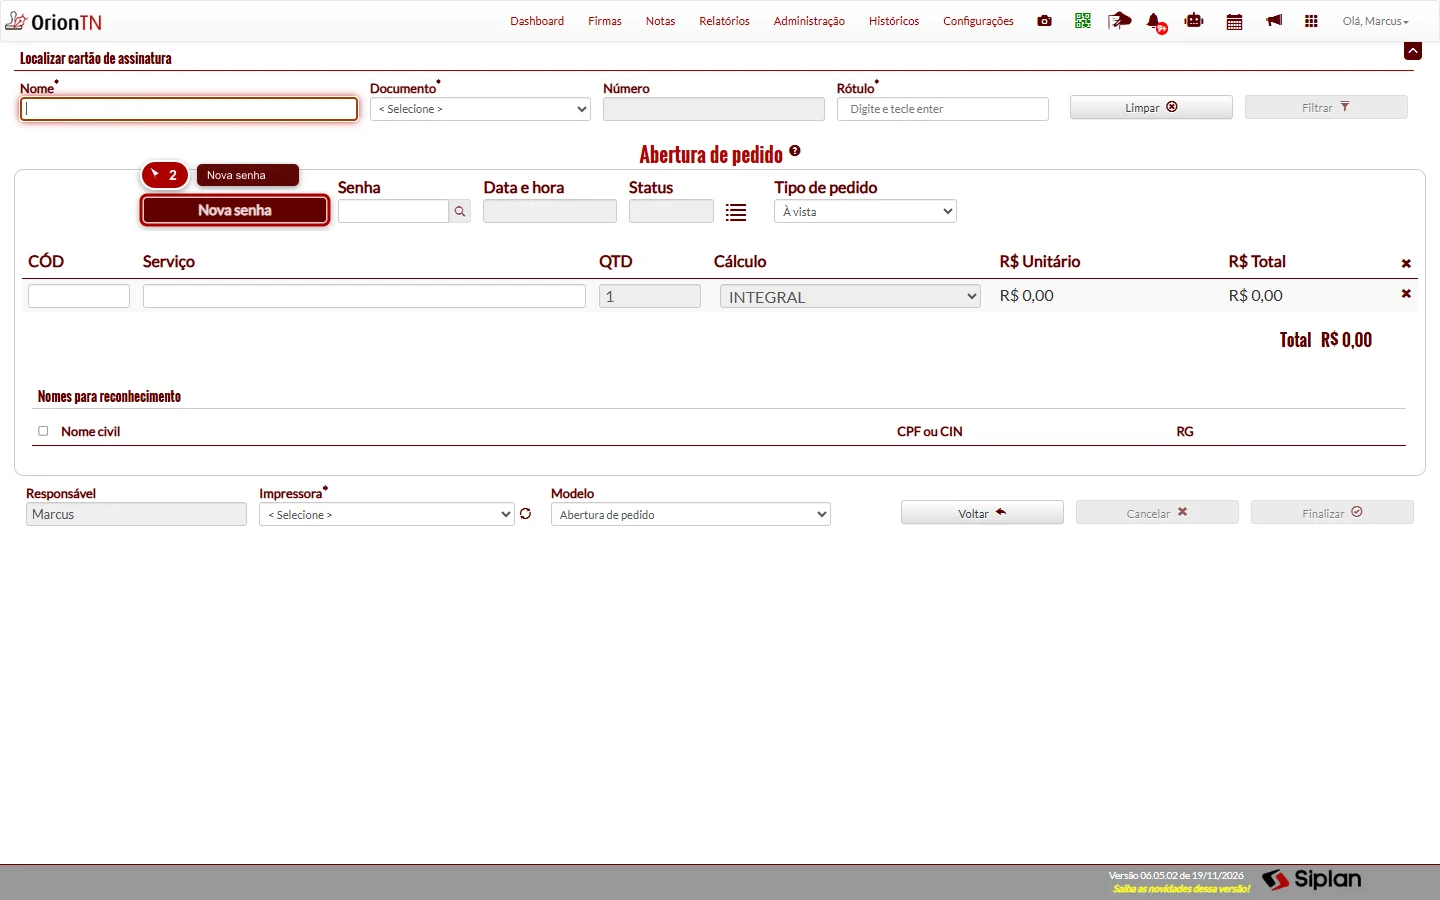 OrionTN
Dashboard Firmas Notas Relatórios Administração Históricos Configurações 9+ Olá, Marcus
Localizar cartão de assinatura
Nome* Documento* Número Rótulo*
< Selecione > Digite e tecle enter Limpar Filtrar
Abertura de pedido ?
2 Nova senha
Senha Data e hora Status Tipo de pedido
Nova senha À vista
CÓD Serviço QTD Cálculo R$ Unitário R$ Total
1 INTEGRAL R$ 0,00 R$ 0,00
Total R$ 0,00
Nomes para reconhecimento
Nome civil CPF ou CIN RG
Responsável Impressora* Modelo
Marcus < Selecione > Abertura de pedido Voltar Cancelar Finalizar
Versão 06.05.02 de 19/11/2026
Saiba as novidades dessa versão!
Siplan